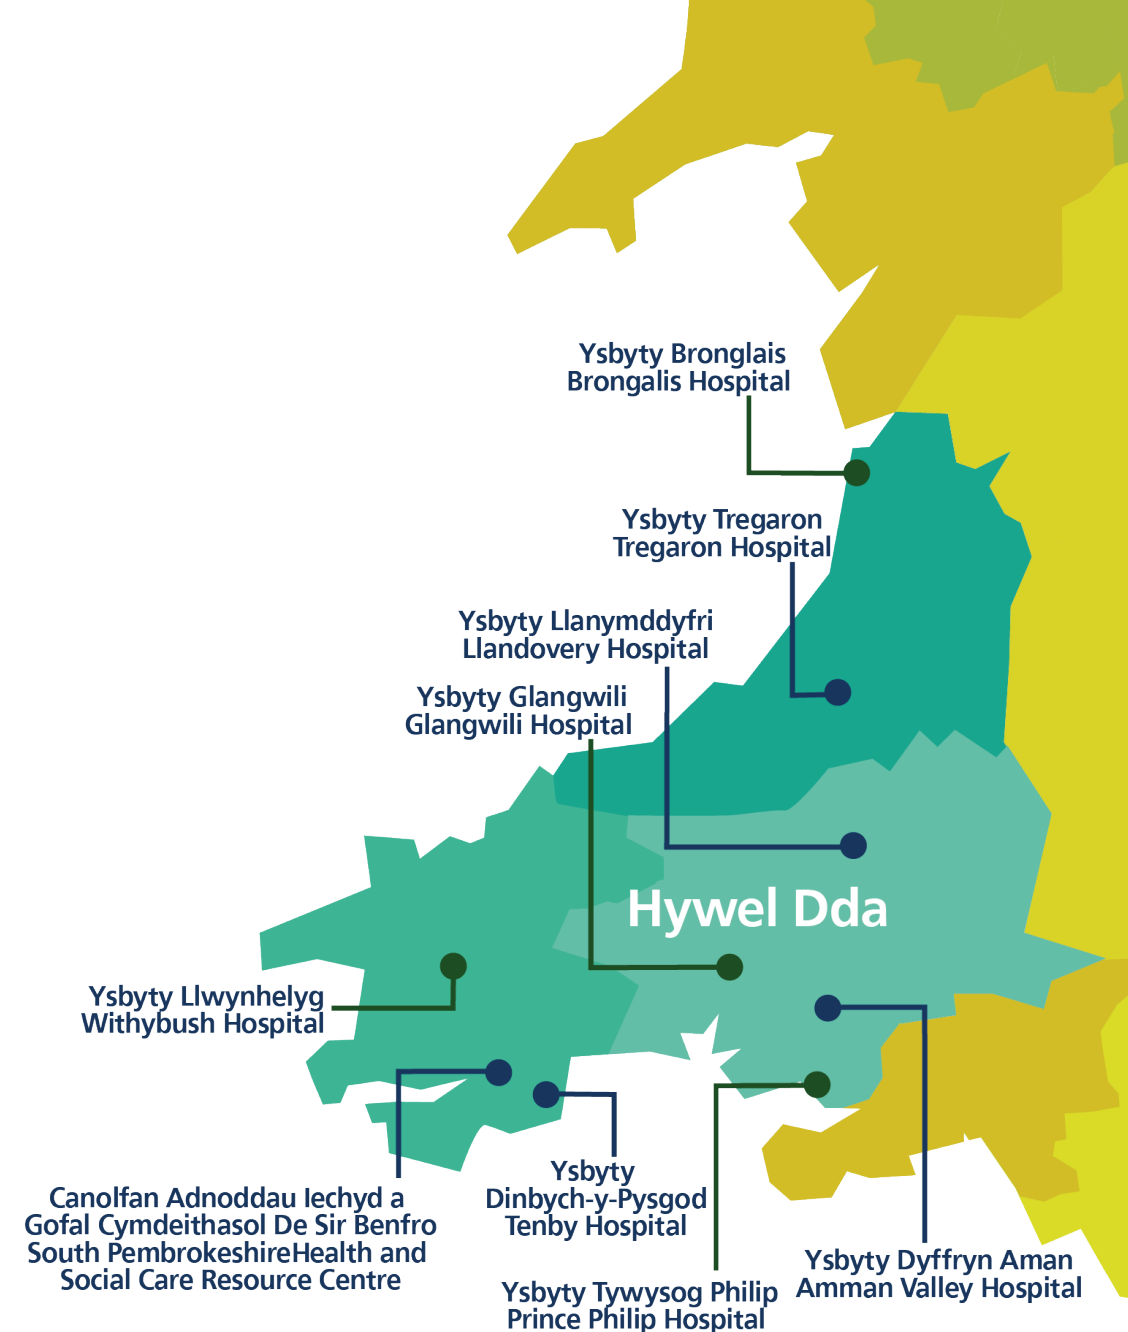 Ysbyty Bronglais
Brongalis Hospital
Ysbyty Tregaron
Tregaron Hospital
Ysbyty Llanymddyfri
Llandovery Hospital
Ysbyty Glangwili
Glangwili Hospital
Hywel Dda
Ysbyty Llwynhelyg
Withybush Hospital
Canolfan Adnoddau Iechyd a
Gofal Cymdeithasol De Sir Benfro
South PembrokeshireHealth and
Social Care Resource Centre
Ysbyty
Dinbych-y-Pysgod
Tenby Hospital
Ysbyty Tywysog Philip
Prince Philip Hospital
Ysbyty Dyffryn Aman
Amman Valley Hospital